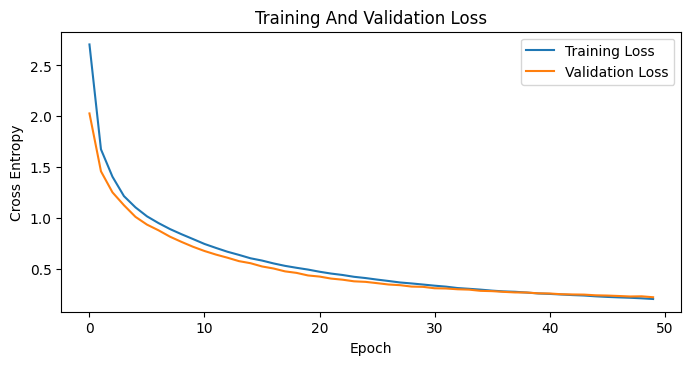 Training And Validation Loss
Training Loss
Validation Loss
2.5
2.0
1.5
1.0
0.5
Cross Entropy
0
10
20
30
40
50
Epoch